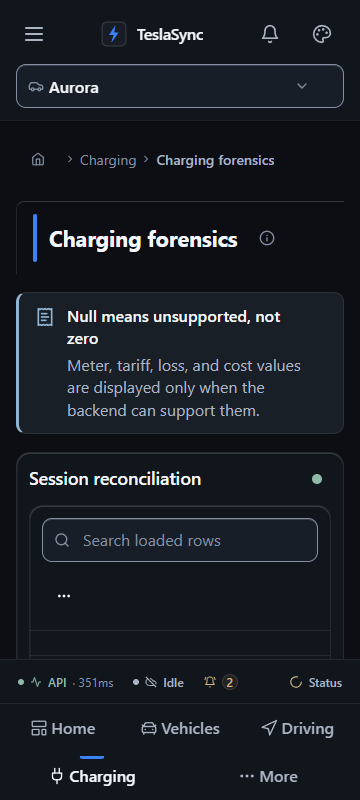 TeslaSync
Aurora
Charging
Charging forensics
Charging forensics
Null means unsupported, not
zero
Meter, tariff, loss, and cost values
are displayed only when the
backend can support them.
Session reconciliation
Search loaded rows
...
API · 351ms
Idle
2
Status
Home
Vehicles
Driving
Charging
More